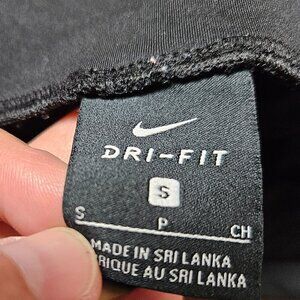 DRI-FIT
S
S P CH
MADE IN SRI LANKA
RIQUE AU SRI LANKA